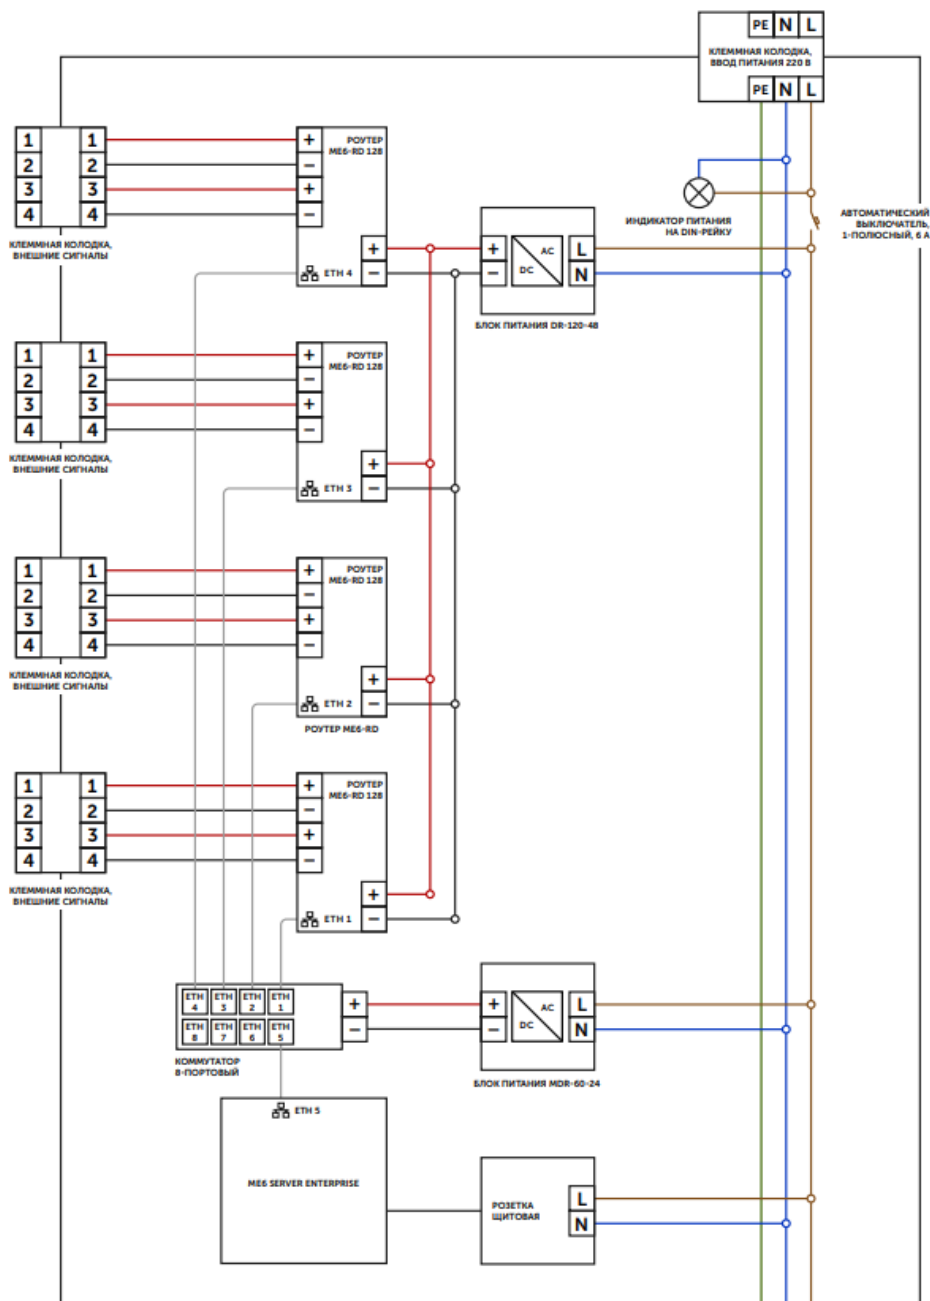 PE N L
КЛЕММНАЯ КОЛОДКА,
ВВОД ПИТАНИЯ 220 В
PE N L
1 1 +
2 2 −
3 3 +
4 4 −
РОУТЕР
ME6-RD 128
КЛЕММНАЯ КОЛОДКА,
ВНЕШНИЕ СИГНАЛЫ
+
ETH 4 −
+ −
AC
DC
L
N
БЛОК ПИТАНИЯ DR-120-48
ИНДИКАТОР ПИТАНИЯ
НА DIN-РЕЙКУ
АВТОМАТИЧЕСКИЙ
ВЫКЛЮЧАТЕЛЬ,
1-ПОЛЮСНЫЙ, 6 А
1 1 +
2 2 −
3 3 +
4 4 −
РОУТЕР
ME6-RD 128
КЛЕММНАЯ КОЛОДКА,
ВНЕШНИЕ СИГНАЛЫ
+
ETH 3 −
1 1 +
2 2 −
3 3 +
4 4 −
РОУТЕР
ME6-RD 128
КЛЕММНАЯ КОЛОДКА,
ВНЕШНИЕ СИГНАЛЫ
+
ETH 2 −
РОУТЕР ME6-RD
1 1 +
2 2 −
3 3 +
4 4 −
РОУТЕР
ME6-RD 128
КЛЕММНАЯ КОЛОДКА,
ВНЕШНИЕ СИГНАЛЫ
+
ETH 1 −
ETH 4 ETH 3 ETH 2 ETH 1
ETH 8 ETH 7 ETH 6 ETH 5
+
−
КОММУТАТОР
8-ПОРТОВЫЙ
+ −
AC
DC
L
N
БЛОК ПИТАНИЯ MDR-60-24
ETH 5
ME6 SERVER ENTERPRISE
РОЗЕТКА
ЩИТОВАЯ
L
N